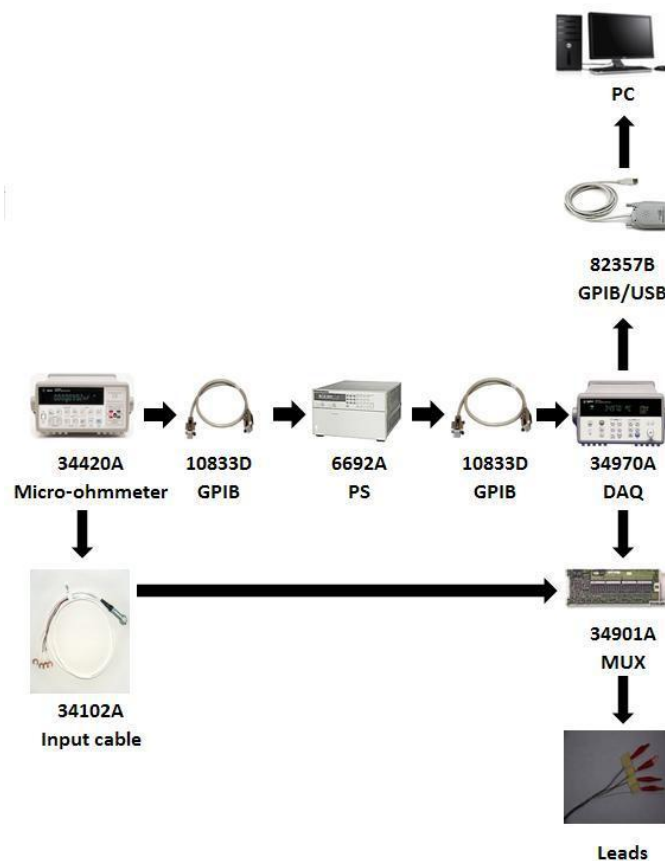 PC
82357B
GPIB/USB
34420A
Micro-ohmmeter
10833D
GPIB
6692A
PS
10833D
GPIB
34970A
DAQ
34102A
Input cable
34901A
MUX
Leads